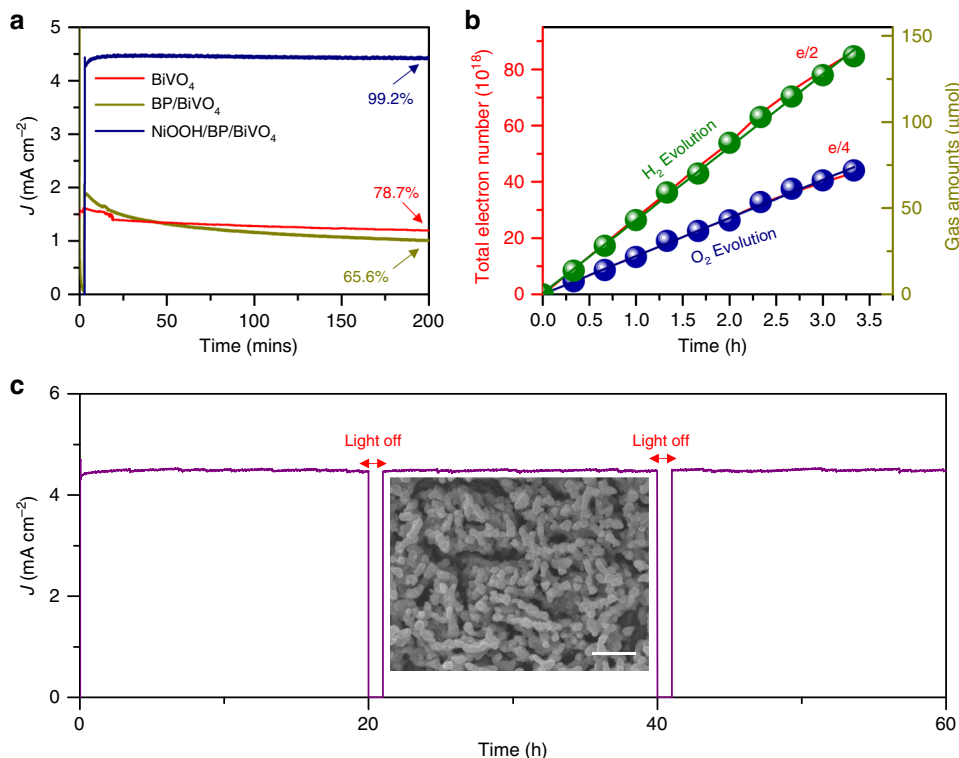 a
J (mA cm⁻²)
5
4
3
2
1
0
BiVO₄
BP/BiVO₄
NiOOH/BP/BiVO₄
99.2%
78.7%
65.6%
0
50
100
150
200
Time (mins)
b
Total electron number (10¹⁸)
80
60
40
20
0
e/2
H₂ Evolution
e/4
O₂ Evolution
150
100
50
0
Gas amounts (μmol)
0.0
0.5
1.0
1.5
2.0
2.5
3.0
3.5
Time (h)
c
J (mA cm⁻²)
6
4
2
0
Light off
Light off
0
20
40
60
Time (h)